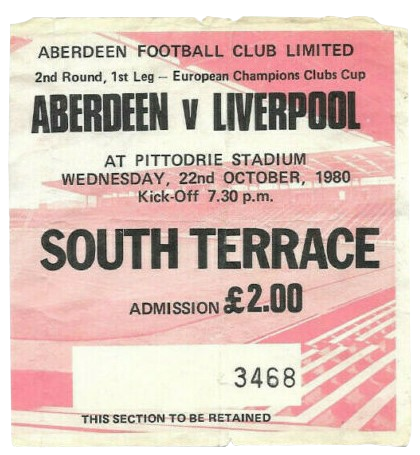 ABERDEEN FOOTBALL CLUB LIMITED
2nd Round, 1st Leg — European Champions Clubs Cup
ABERDEEN v LIVERPOOL
AT PITTODRIE STADIUM
WEDNESDAY, 22nd OCTOBER, 1980
Kick-Off 7.30 p.m.
SOUTH TERRACE
ADMISSION £2.00
3468
THIS SECTION TO BE RETAINED